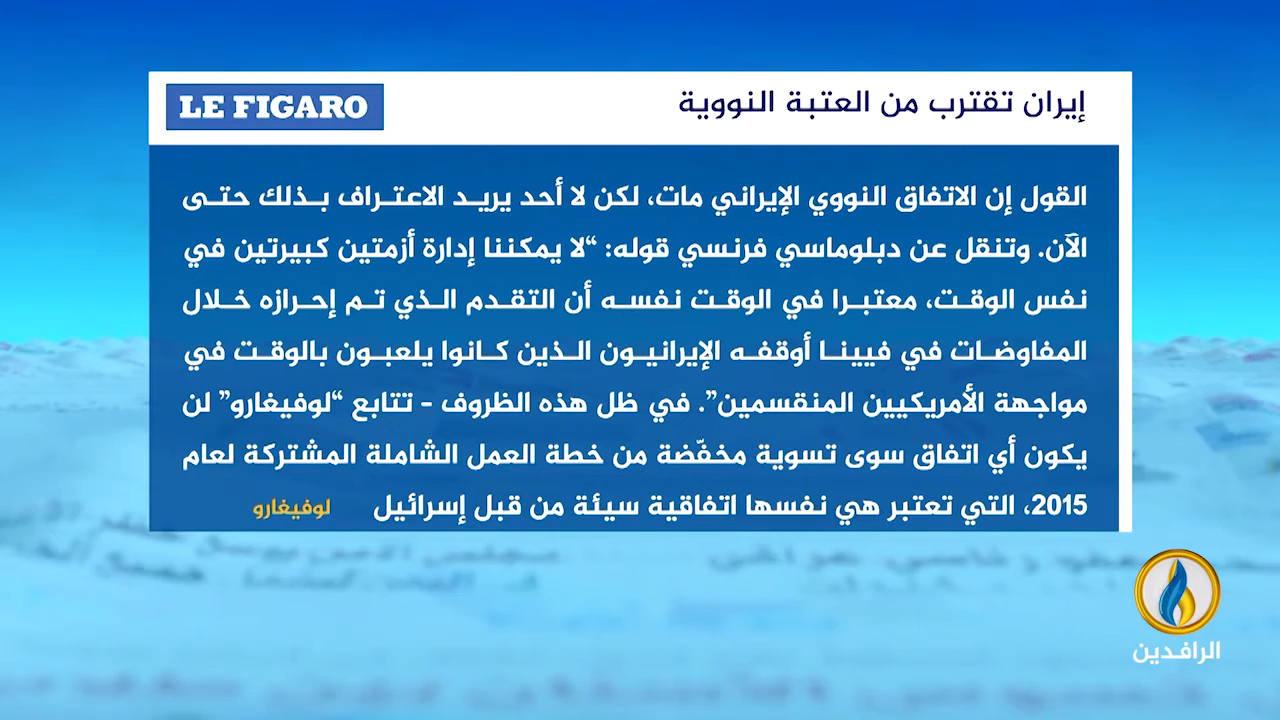 LE FIGARO
إيران تقترب من العتبة النووية
القول إن الاتفاق النووي الإيراني مات، لكن لا أحد يريد الاعتراف بذلك حتى
الآن. وتنقل عن دبلوماسي فرنسي قوله: “لا يمكننا إدارة أزمتين كبيرتين في
نفس الوقت، معتبرا في الوقت نفسه أن التقدم الذي تم إحرازه خلال
المفاوضات في فيينا أوقفه الإيرانيون الذين كانوا يلعبون بالوقت في
مواجهة الأمريكيين المنقسمين”. في ظل هذه الظروف - تتابع “لوفيغارو” لن
يكون أي اتفاق سوى تسوية مخفّضة من خطة العمل الشاملة المشتركة لعام
2015، التي تعتبر هي نفسها اتفاقية سيئة من قبل إسرائيل لوفيغارو
الرافدين